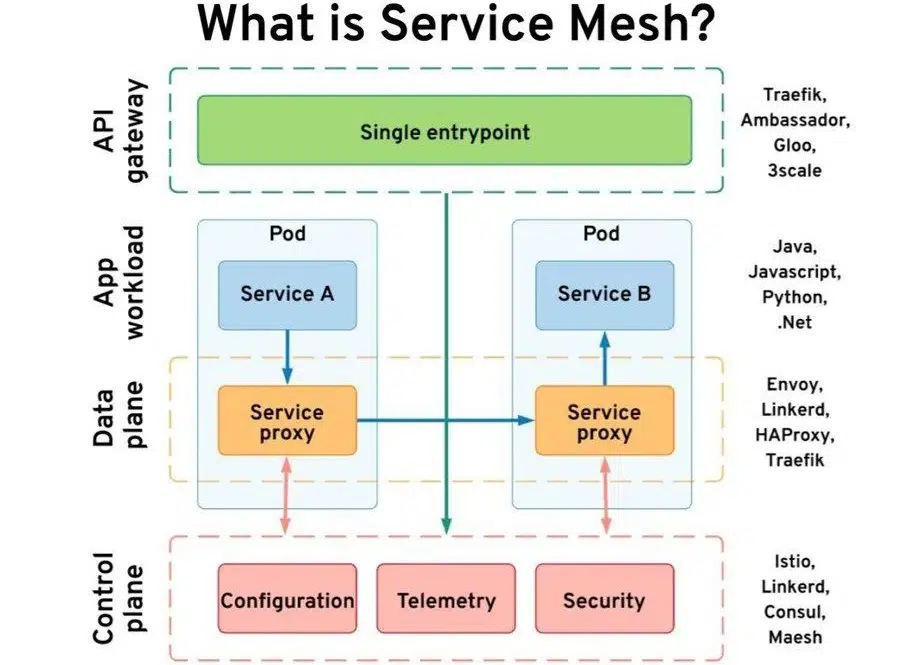 What is Service Mesh?
API
gateway
Single entrypoint
Traefik,
Ambassador,
Gloo,
3scale
App
workload
Pod
Service A
Pod
Service B
Java,
Javascript,
Python,
.Net
Data
plane
Service
proxy
Service
proxy
Envoy,
Linkerd,
HAProxy,
Traefik
Control
plane
Configuration
Telemetry
Security
Istio,
Linkerd,
Consul,
Maesh